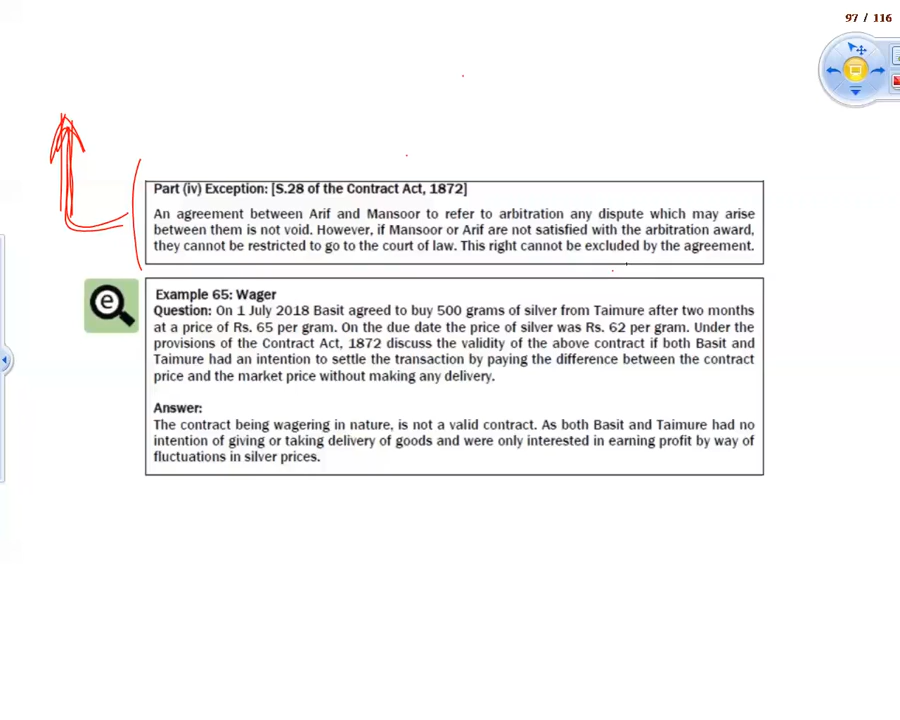 97 / 116
Part (iv) Exception: [S.28 of the Contract Act, 1872]
An agreement between Arif and Mansoor to refer to arbitration any dispute which may arise
between them is not void. However, if Mansoor or Arif are not satisfied with the arbitration award,
they cannot be restricted to go to the court of law. This right cannot be excluded by the agreement.
e
Example 65: Wager
Question: On 1 July 2018 Basit agreed to buy 500 grams of silver from Taimure after two months
at a price of Rs. 65 per gram. On the due date the price of silver was Rs. 62 per gram. Under the
provisions of the Contract Act, 1872 discuss the validity of the above contract if both Basit and
Taimure had an intention to settle the transaction by paying the difference between the contract
price and the market price without making any delivery.
Answer:
The contract being wagering in nature, is not a valid contract. As both Basit and Taimure had no
intention of giving or taking delivery of goods and were only interested in earning profit by way of
fluctuations in silver prices.